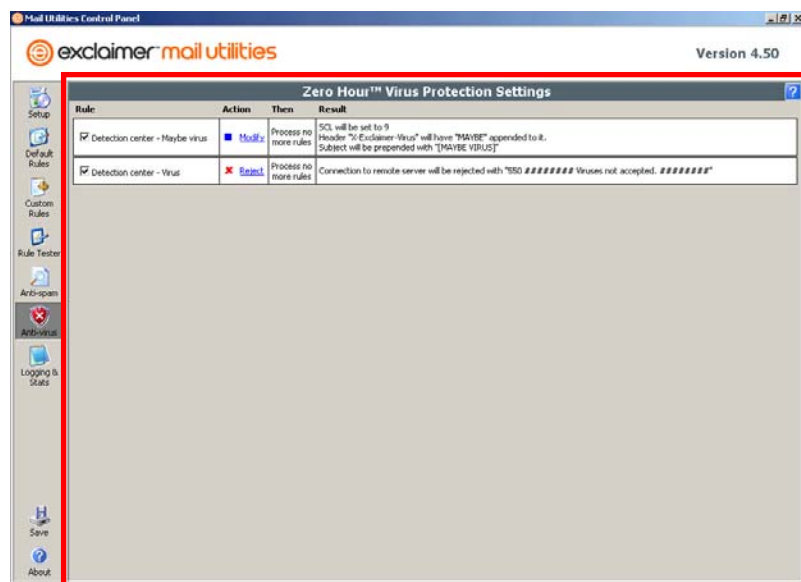 Mail Utilities Control Panel
exclaimer mail utilities
Version 4.50
Setup
Default
Rules
Custom
Rules
Rule Tester
Anti-spam
Anti-virus
Logging &
Stats
Save
About
Zero Hour™ Virus Protection Settings
?
Rule Action Then Result
Detection center - Maybe virus
Modify
Process no
more rules
SCL will be set to 9
Header "X-Exclaimer-Virus" will have "MAYBE" appended to it.
Subject will be prepended with "[MAYBE VIRUS]"
Detection center - Virus
Reject
Process no
more rules
Connection to remote server will be rejected with "550 ######## Viruses not accepted. ########"